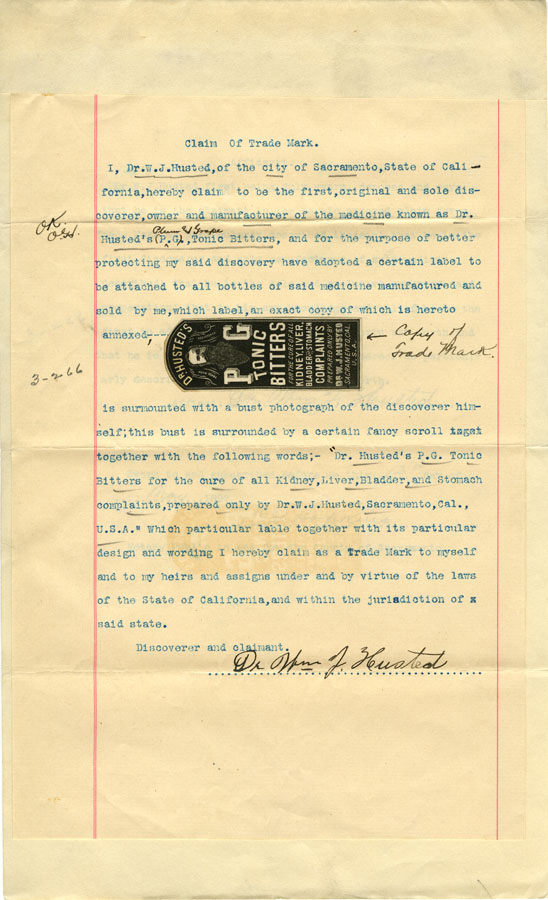 Claim Of Trade Mark.
I, Dr.W.J.Husted,of the city of Sacramento,State of Cali-
fornia,hereby claim to be the first,original and sole dis-
coverer,owner and manufacturer of the medicine known as Dr.
OK.
Plum & Grape
Husted's (P.G), Tonic Bitters, and for the purpose of better
protecting my said discovery have adopted a certain label to
be attached to all bottles of said medicine manufactured and
sold by me,which label,an exact copy of which is hereto
annexed----,
DR HUSTED'S
P G
TONIC
BITTERS
FOR THE CURE OF ALL
KIDNEY, LIVER,
BLADDER AND STOMACH
COMPLAINTS
PREPARED ONLY BY
DR W.J.HUSTED
SACRAMENTO, CAL.
U.S.A.
← Copy of
Trade Mark.
3-2-66
is surmounted with a bust photograph of the discoverer him-
self;this bust is surrounded by a certain fancy scroll
together with the following words;- "Dr. Husted's P.G. Tonic
Bitters for the cure of all Kidney,Liver,Bladder,and Stomach
complaints,prepared only by Dr.W.J.Husted,Sacramento,Cal.,
U.S.A." Which particular lable together with its particular
design and wording I hereby claim as a Trade Mark to myself
and to my heirs and assigns under and by virtue of the laws
of the State of California,and within the jurisdiction of x
said state.
Discoverer and claimant.
Dr Wm J. Husted